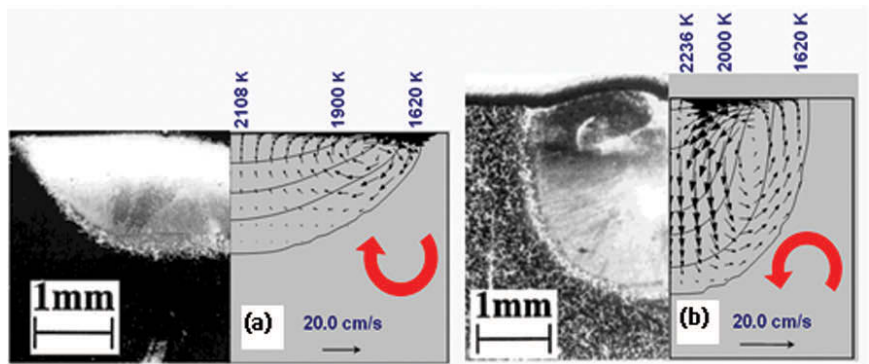 2108 K
1900 K
1620 K
1mm
(a)
20.0 cm/s
2236 K
2000 K
1620 K
1mm
(b)
20.0 cm/s